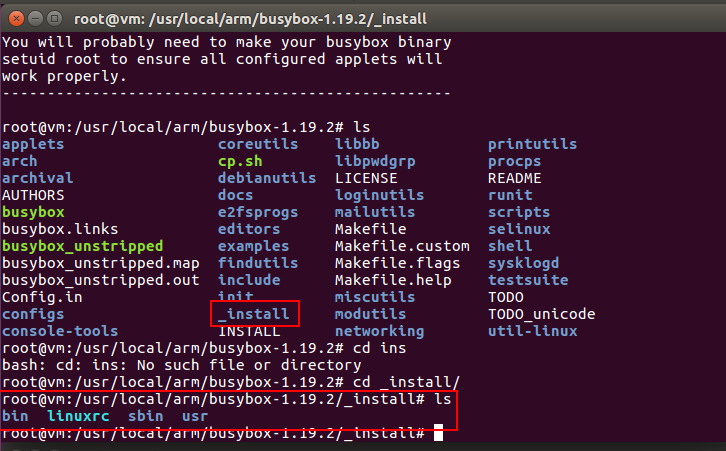 root@vm: /usr/local/arm/busybox-1.19.2/_install
You will probably need to make your busybox binary
setuid root to ensure all configured applets will
work properly.
--------------------------------------------------
root@vm:/usr/local/arm/busybox-1.19.2# ls
applets coreutils libbb printutils
arch cp.sh libpwdgrp procps
archival debianutils LICENSE README
AUTHORS docs loginutils runit
busybox e2fsprogs mailutils scripts
busybox.links editors Makefile selinux
busybox_unstripped examples Makefile.custom shell
busybox_unstripped.map findutils Makefile.flags sysklogd
busybox_unstripped.out include Makefile.help testsuite
Config.in init miscutils TODO
configs _install modutils TODO_unicode
console-tools INSTALL networking util-linux
root@vm:/usr/local/arm/busybox-1.19.2# cd ins
bash: cd: ins: No such file or directory
root@vm:/usr/local/arm/busybox-1.19.2# cd _install/
root@vm:/usr/local/arm/busybox-1.19.2/_install# ls
bin linuxrc sbin usr
root@vm:/usr/local/arm/busybox-1.19.2/_install#